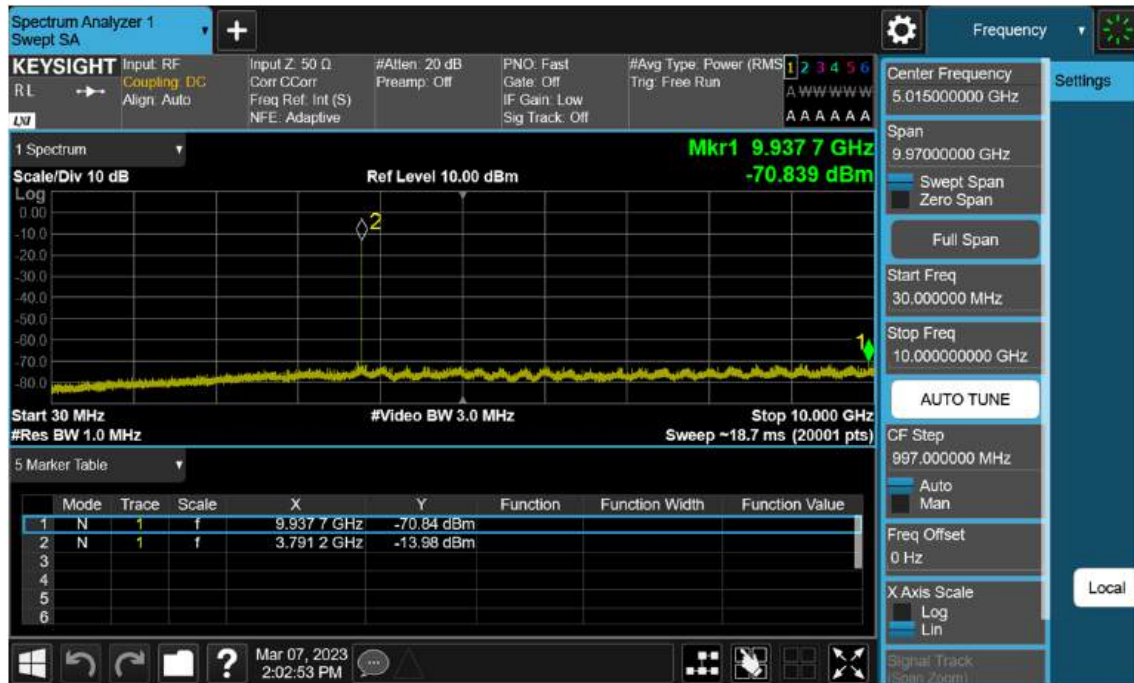 Spectrum Analyzer 1
Swept SA
Frequency
KEYSIGHT
RL
LXI
Input: RF
Coupling: DC
Align: Auto
Input Z: 50 Ω
Corr CCorr
Freq Ref: Int (S)
NFE: Adaptive
#Atten: 20 dB
Preamp: Off
PNO: Fast
Gate: Off
IF Gain: Low
Sig Track: Off
#Avg Type: Power (RMS
Trig: Free Run
1 2 3 4 5 6
A W W W W W
A A A A A A
1 Spectrum
Mkr1 9.937 7 GHz
-70.839 dBm
Scale/Div 10 dB
Ref Level 10.00 dBm
Log
0.00
-10.0
-20.0
-30.0
-40.0
-50.0
-60.0
-70.0
-80.0
2
1
Start 30 MHz
#Video BW 3.0 MHz
Stop 10.000 GHz
#Res BW 1.0 MHz
Sweep ~18.7 ms (20001 pts)
5 Marker Table
Mode Trace Scale X Y Function Function Width Function Value
1 N 1 f 9.937 7 GHz -70.84 dBm
2 N 1 f 3.791 2 GHz -13.98 dBm
3
4
5
6
Mar 07, 2023
2:02:53 PM
?
Center Frequency
5.015000000 GHz
Settings
Span
9.97000000 GHz
Swept Span
Zero Span
Full Span
Start Freq
30.000000 MHz
Stop Freq
10.000000000 GHz
AUTO TUNE
CF Step
997.000000 MHz
Auto
Man
Freq Offset
0 Hz
X Axis Scale
Log
Lin
Local
Signal Track
(Span Zoom)